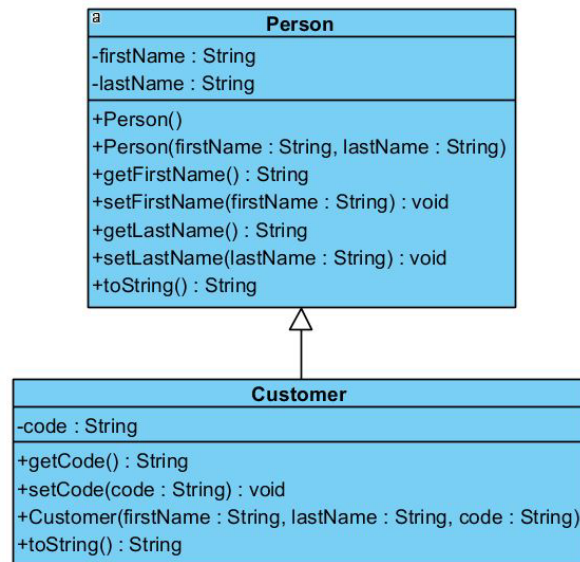 a
Person
-firstName : String
-lastName : String
+Person()
+Person(firstName : String, lastName : String)
+getFirstName() : String
+setFirstName(firstName : String) : void
+getLastName() : String
+setLastName(lastName : String) : void
+toString() : String
Customer
-code : String
+getCode() : String
+setCode(code : String) : void
+Customer(firstName : String, lastName : String, code : String)
+toString() : String